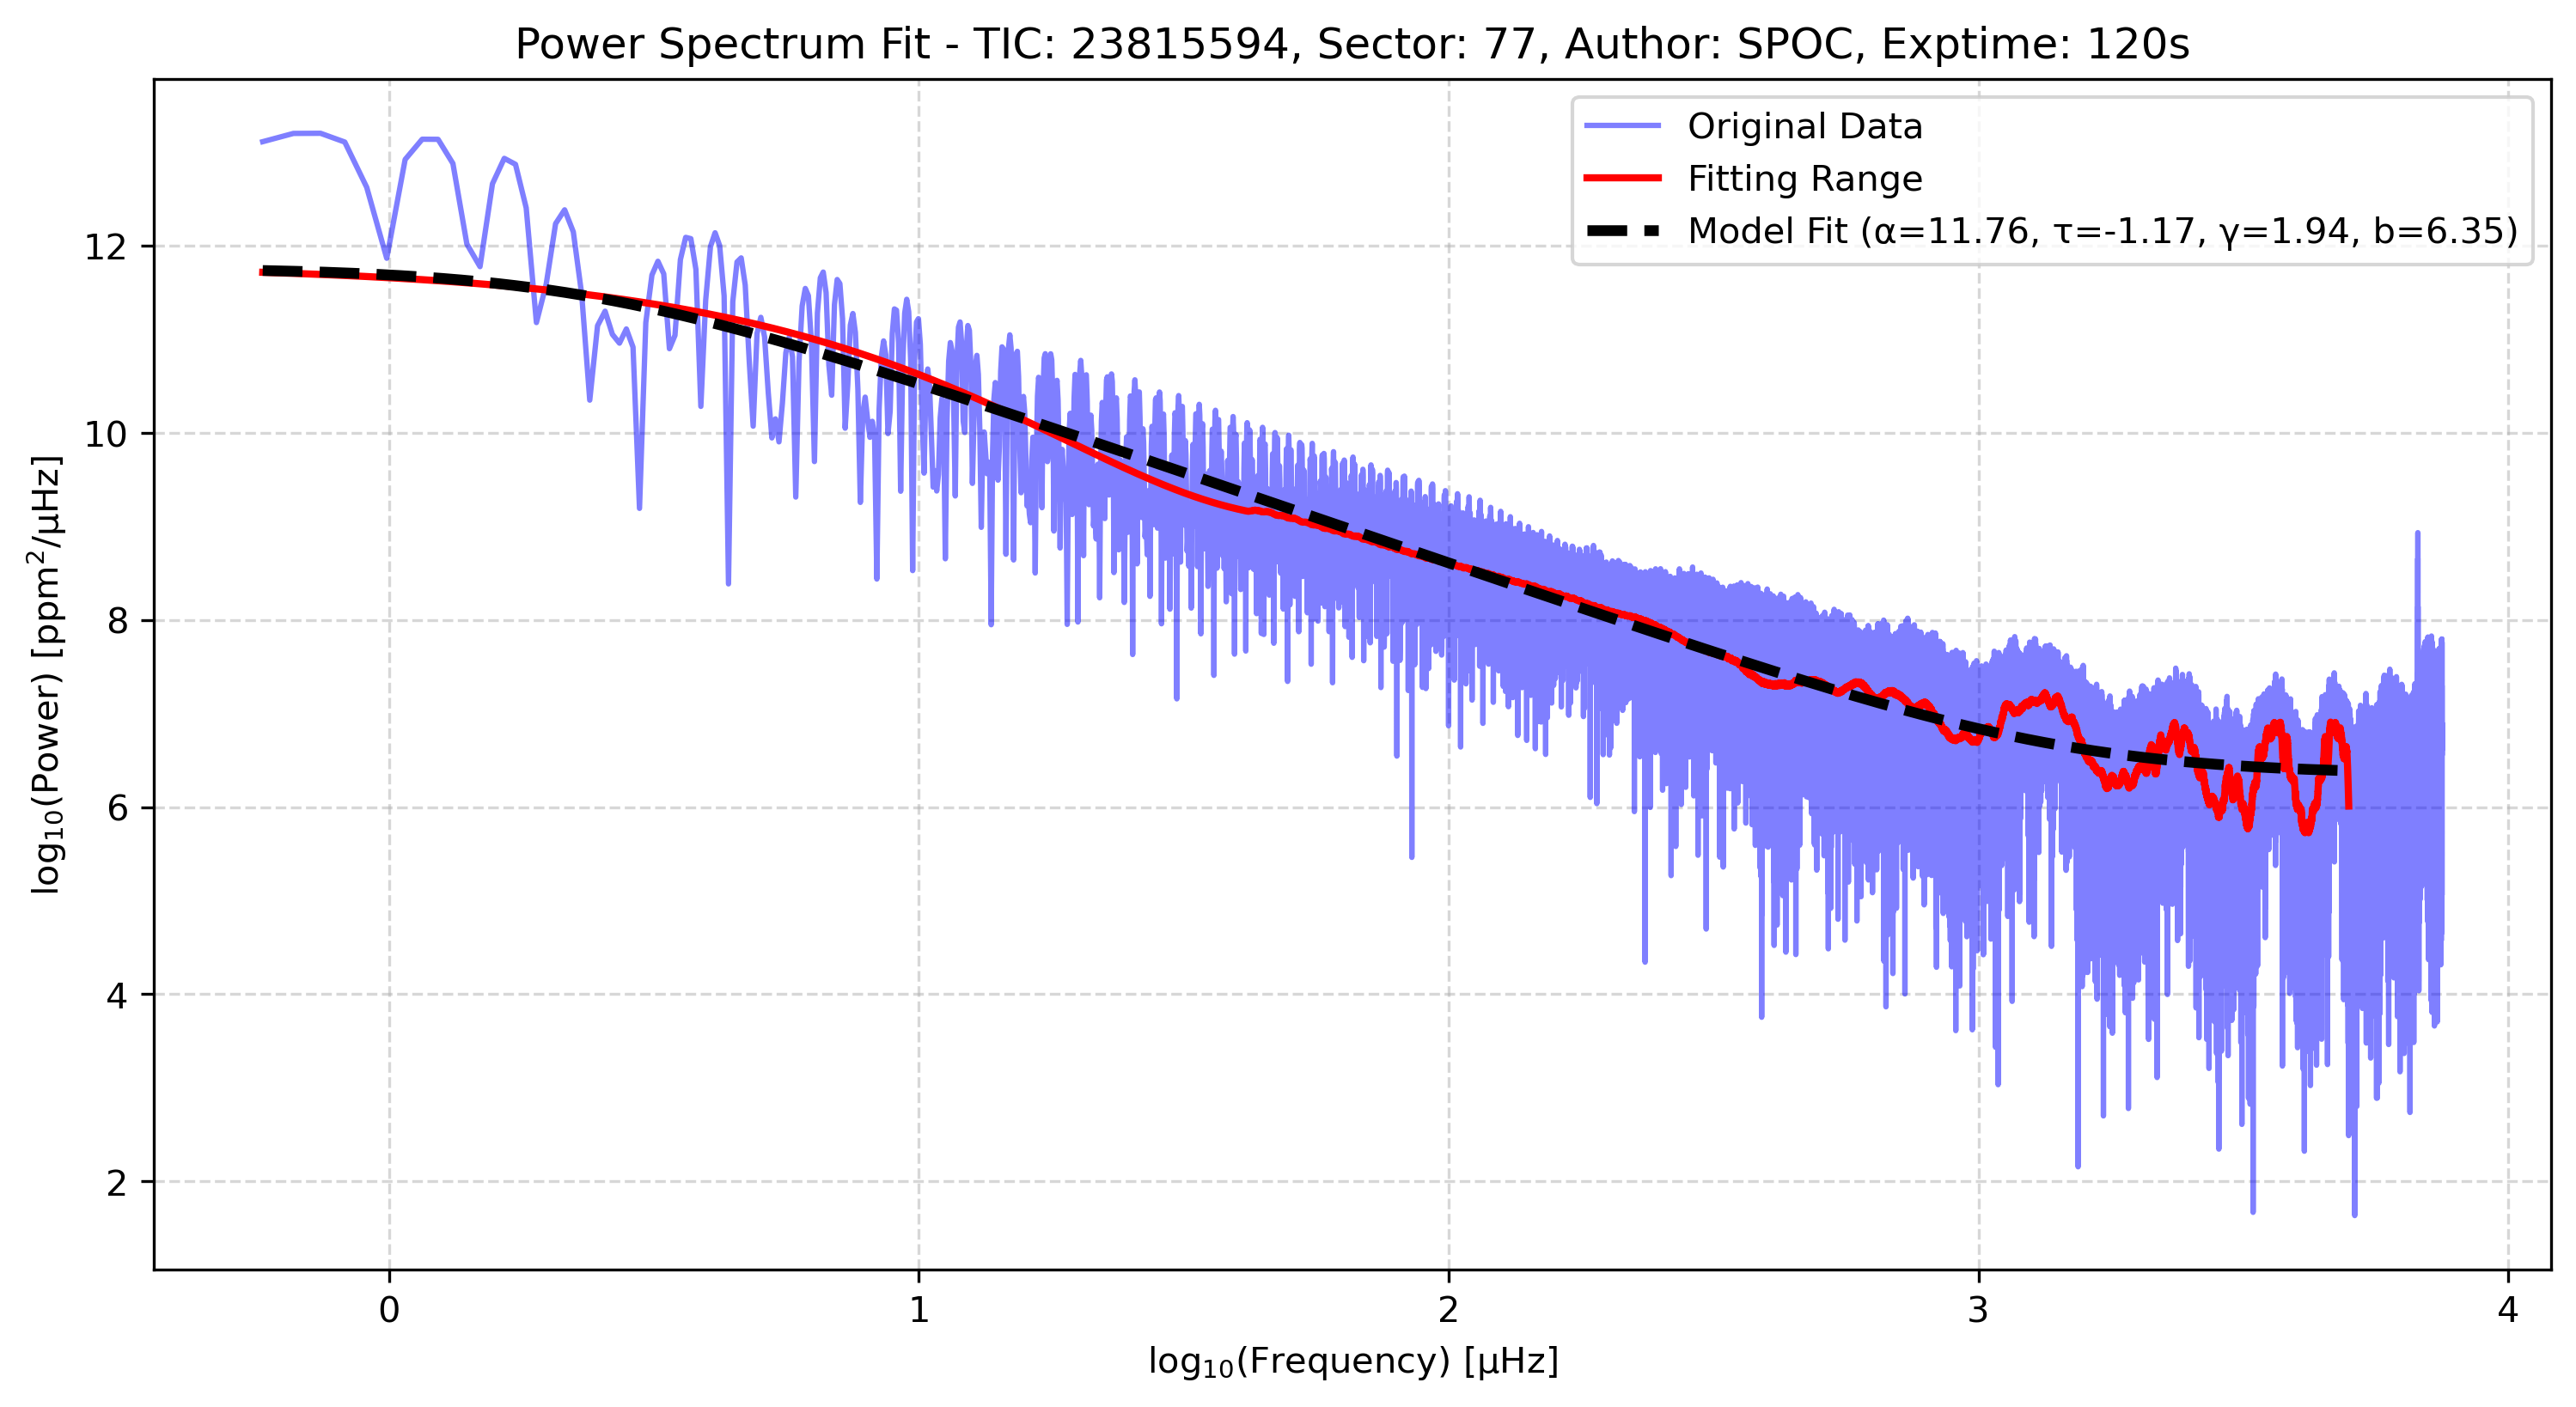 Power Spectrum Fit - TIC: 23815594, Sector: 77, Author: SPOC, Exptime: 120s
Original Data
Fitting Range
Model Fit (α=11.76, τ=-1.17, γ=1.94, b=6.35)
log₁₀(Power) [ppm²/μHz]
12
10
8
6
4
2
0 1 2 3 4
log₁₀(Frequency) [μHz]